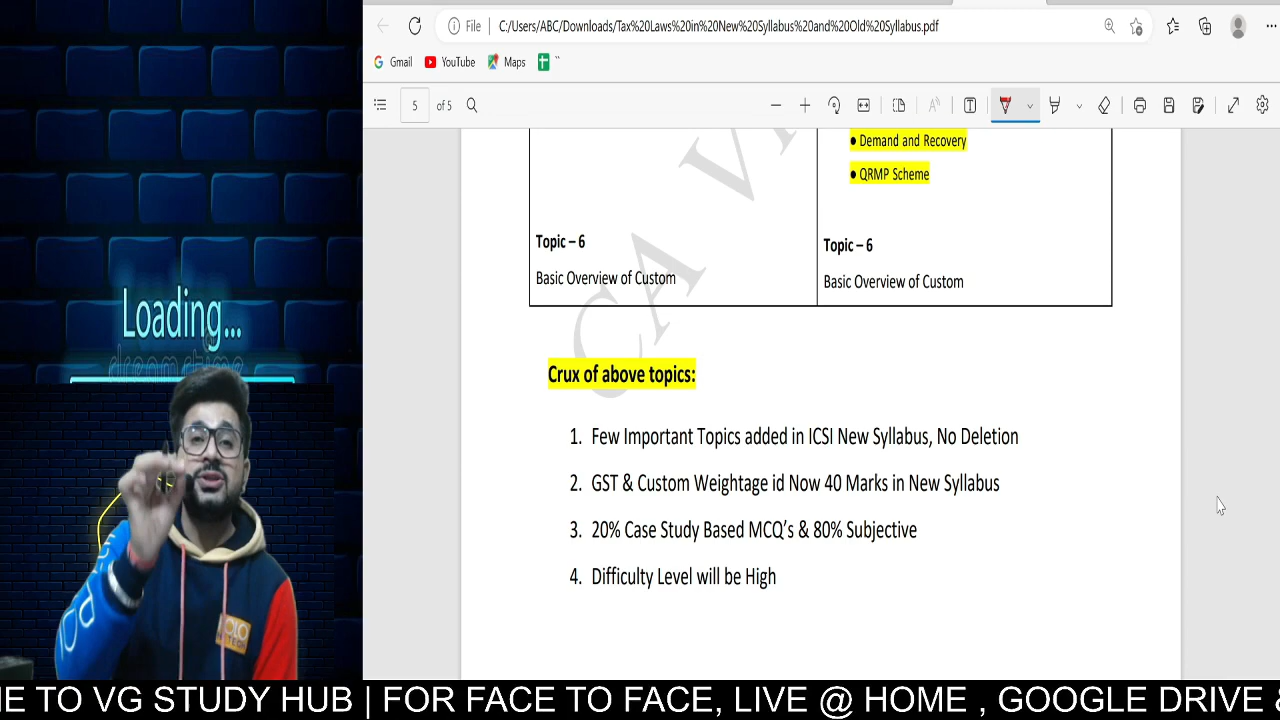 File
C:/Users/ABC/Downloads/Tax%20Laws%20in%20New%20Syllabus%20and%20Old%20Syllabus.pdf
Gmail
YouTube
Maps
5
of 5
Demand and Recovery
QRMP Scheme
Topic – 6
Basic Overview of Custom
Topic – 6
Basic Overview of Custom
CA
Crux of above topics:
1. Few Important Topics added in ICSI New Syllabus, No Deletion
2. GST & Custom Weightage id Now 40 Marks in New Syllabus
3. 20% Case Study Based MCQ's & 80% Subjective
4. Difficulty Level will be High
Loading...
dreamstime
ME TO VG STUDY HUB | FOR FACE TO FACE, LIVE @ HOME , GOOGLE DRIVE &